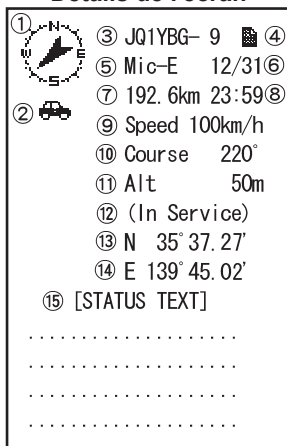 Détails de l'écran
① N S
③ JQ1YBG- 9 ④
⑤ Mic-E 12/31⑥
⑦ 192.6km 23:59⑧
②
⑨ Speed 100km/h
⑩ Course 220°
⑪ Alt 50m
⑫ (In Service)
⑬ N 35°37.27'
⑭ E 139°45.02'
⑮ [STATUS TEXT]
....................
....................
....................
....................